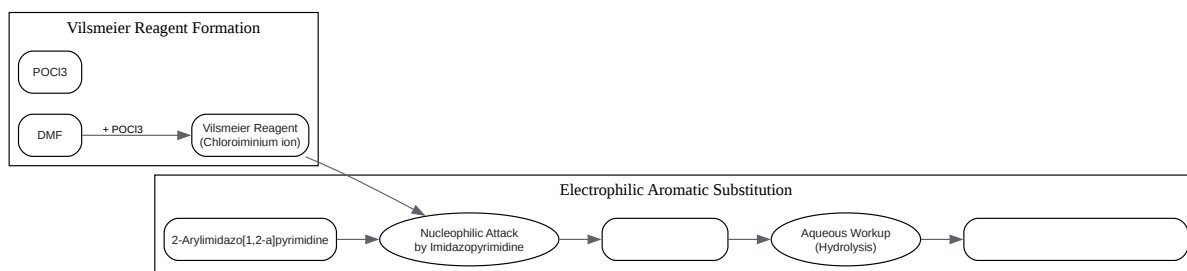 Vilsmeier Reagent Formation
POCl3
DMF
+ POCl3
Vilsmeier Reagent
(Chloroiminium ion)
Electrophilic Aromatic Substitution
2-Arylimidazo[1,2-a]pyrimidine
Nucleophilic Attack
by Imidazopyrimidine
Aqueous Workup
(Hydrolysis)